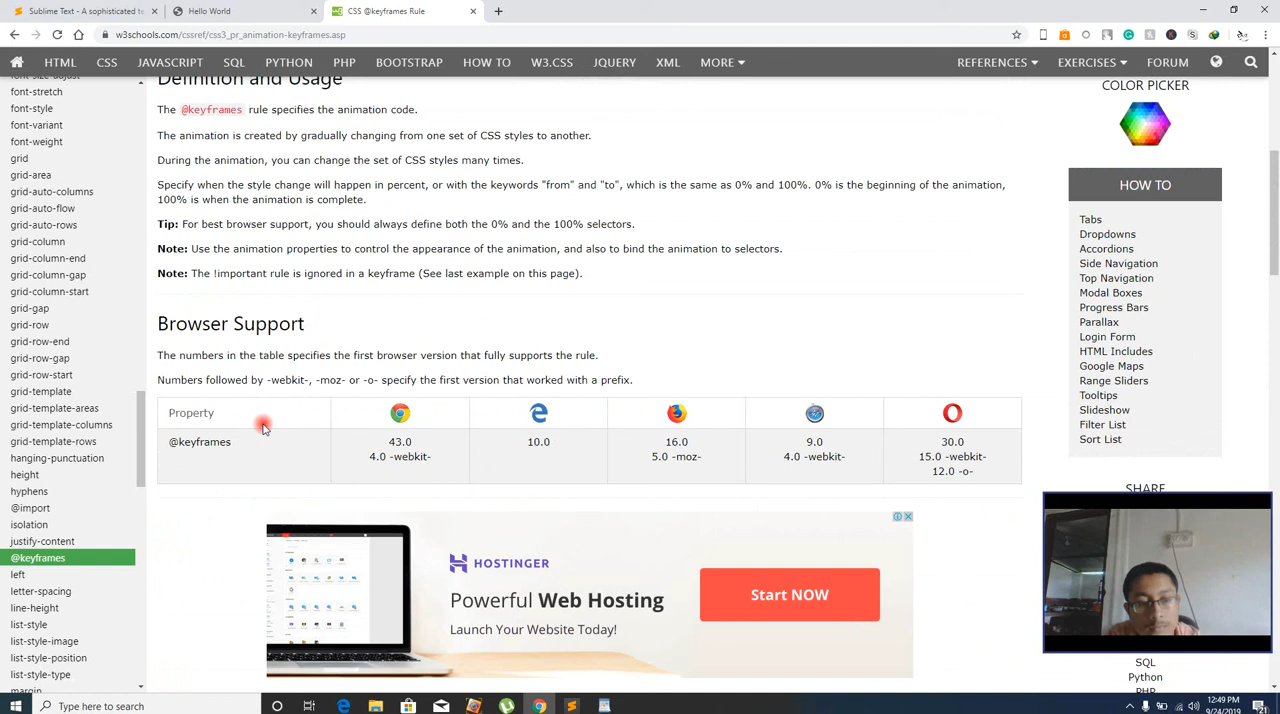 Sublime Text - A sophisticated te
Hello World
CSS @keyframes Rule
w3schools.com/cssref/css3_pr_animation-keyframes.asp
HTML CSS JAVASCRIPT SQL PYTHON PHP BOOTSTRAP HOW TO W3.CSS JQUERY XML MORE REFERENCES EXERCISES FORUM
font-size-adjust
font-stretch
font-style
font-variant
font-weight
grid
grid-area
grid-auto-columns
grid-auto-flow
grid-auto-rows
grid-column
grid-column-end
grid-column-gap
grid-column-start
grid-gap
grid-row
grid-row-end
grid-row-gap
grid-row-start
grid-template
grid-template-areas
grid-template-columns
grid-template-rows
hanging-punctuation
height
hyphens
@import
isolation
justify-content
@keyframes
left
letter-spacing
line-height
list-style
list-style-image
list-style-position
list-style-type
margin
Definition and Usage
The @keyframes rule specifies the animation code.
The animation is created by gradually changing from one set of CSS styles to another.
During the animation, you can change the set of CSS styles many times.
Specify when the style change will happen in percent, or with the keywords "from" and "to", which is the same as 0% and 100%. 0% is the beginning of the animation,
100% is when the animation is complete.
Tip: For best browser support, you should always define both the 0% and the 100% selectors.
Note: Use the animation properties to control the appearance of the animation, and also to bind the animation to selectors.
Note: The !important rule is ignored in a keyframe (See last example on this page).
Browser Support
The numbers in the table specifies the first browser version that fully supports the rule.
Numbers followed by -webkit-, -moz- or -o- specify the first version that worked with a prefix.
Property
@keyframes 43.0 10.0 16.0 9.0 30.0
4.0 -webkit- 5.0 -moz- 4.0 -webkit- 15.0 -webkit-
12.0 -o-
HOSTINGER
Powerful Web Hosting
Launch Your Website Today!
Start NOW
COLOR PICKER
HOW TO
Tabs
Dropdowns
Accordions
Side Navigation
Top Navigation
Modal Boxes
Progress Bars
Parallax
Login Form
HTML Includes
Google Maps
Range Sliders
Tooltips
Slideshow
Filter List
Sort List
SHARE
SQL
Python
PHP
Type here to search
12:49 PM
9/24/2019
21